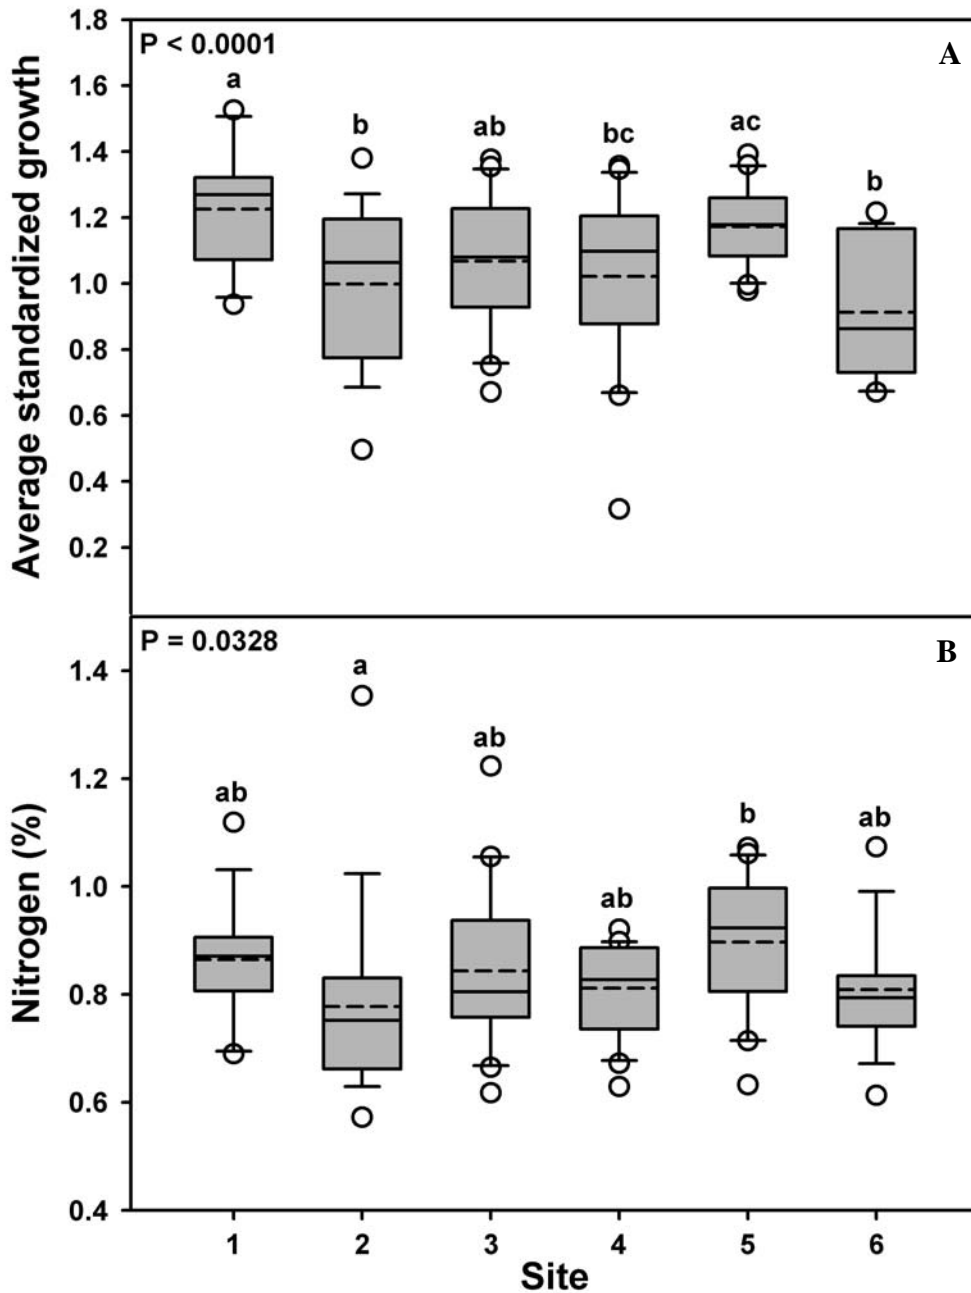 1.8
P < 0.0001
A
a
b
ab
bc
ac
b
1.6
1.4
1.2
1.0
0.8
0.6
0.4
0.2
Average standardized growth
P = 0.0328
B
ab
a
ab
ab
b
ab
1.4
1.2
1.0
0.8
0.6
0.4
Nitrogen (%)
1 2 3 4 5 6
Site